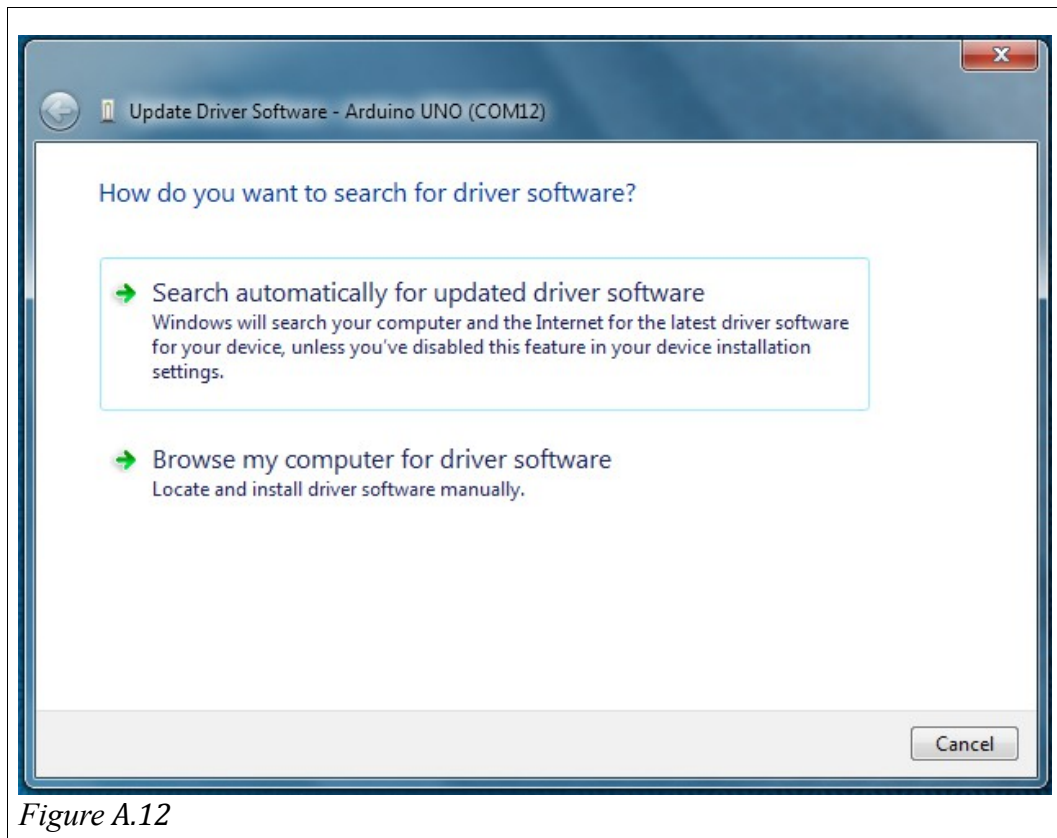 Update Driver Software - Arduino UNO (COM12)
How do you want to search for driver software?
Search automatically for updated driver software
Windows will search your computer and the Internet for the latest driver software
for your device, unless you've disabled this feature in your device installation
settings.
Browse my computer for driver software
Locate and install driver software manually.
Cancel
Figure A.12